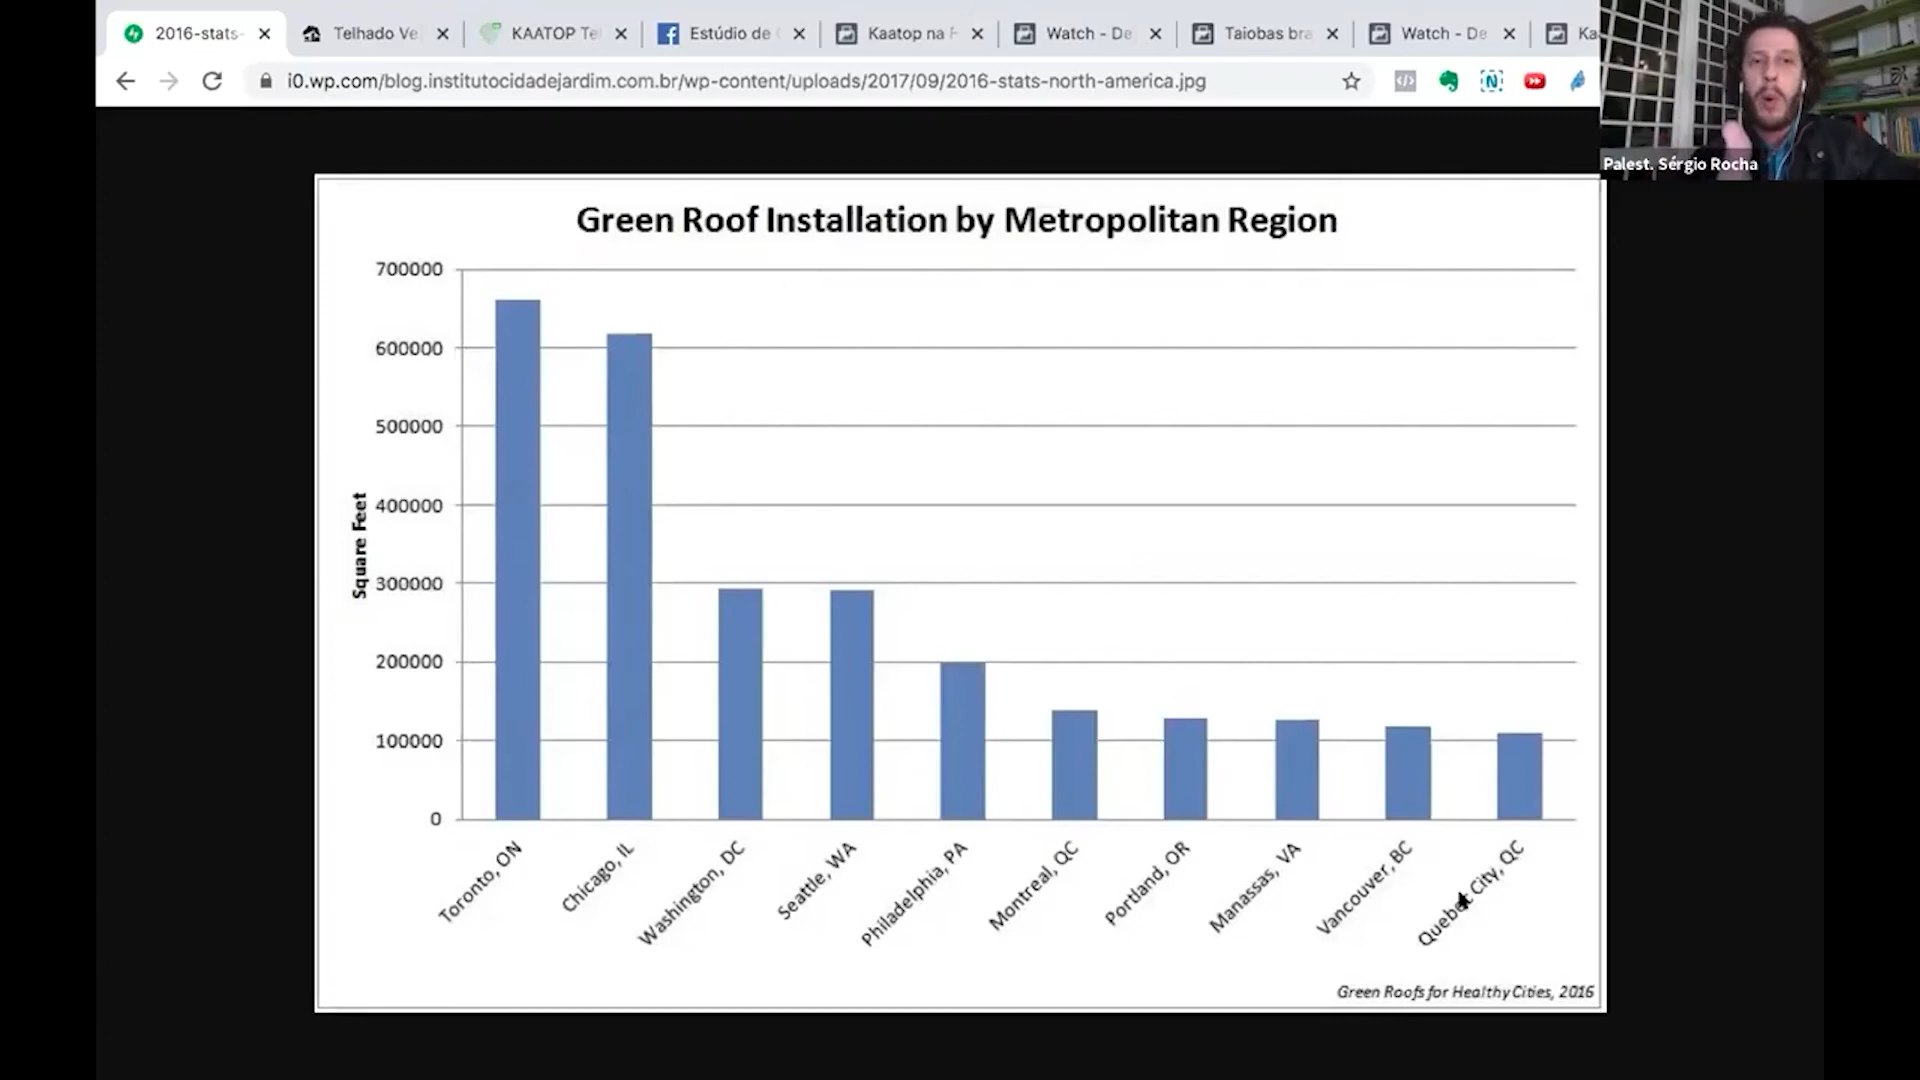 2016-stats- Telhado Ve KAATOP Te Estúdio de Kaatop na F Watch - De Taiobas bra Watch - De Ka
i0.wp.com/blog.institutocidadejardim.com.br/wp-content/uploads/2017/09/2016-stats-north-america.jpg
Palest. Sérgio Rocha
Green Roof Installation by Metropolitan Region
700000
600000
500000
400000
300000
200000
100000
0
Square Feet
Toronto, ON
Chicago, IL
Washington, DC
Seattle, WA
Philadelphia, PA
Montreal, QC
Portland, OR
Manassas, VA
Vancouver, BC
Quebec City, QC
Green Roofs for Healthy Cities, 2016